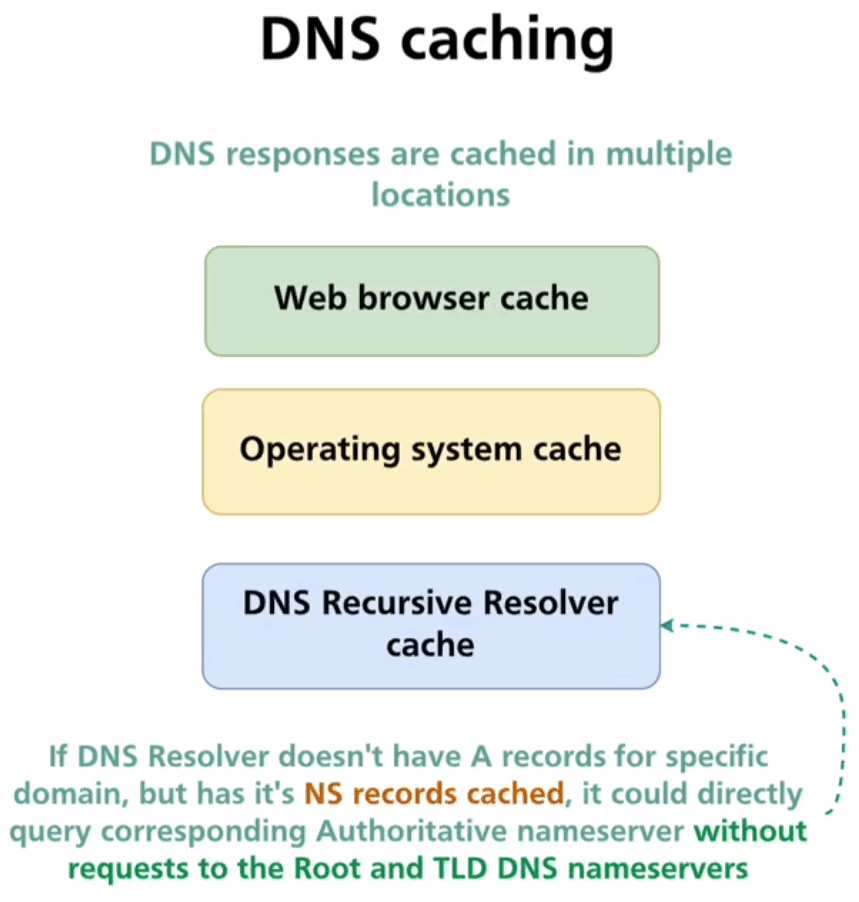 DNS caching
DNS responses are cached in multiple
locations
Web browser cache
Operating system cache
DNS Recursive Resolver
cache
If DNS Resolver doesn't have A records for specific
domain, but has it's NS records cached, it could directly
query corresponding Authoritative nameserver without
requests to the Root and TLD DNS nameservers